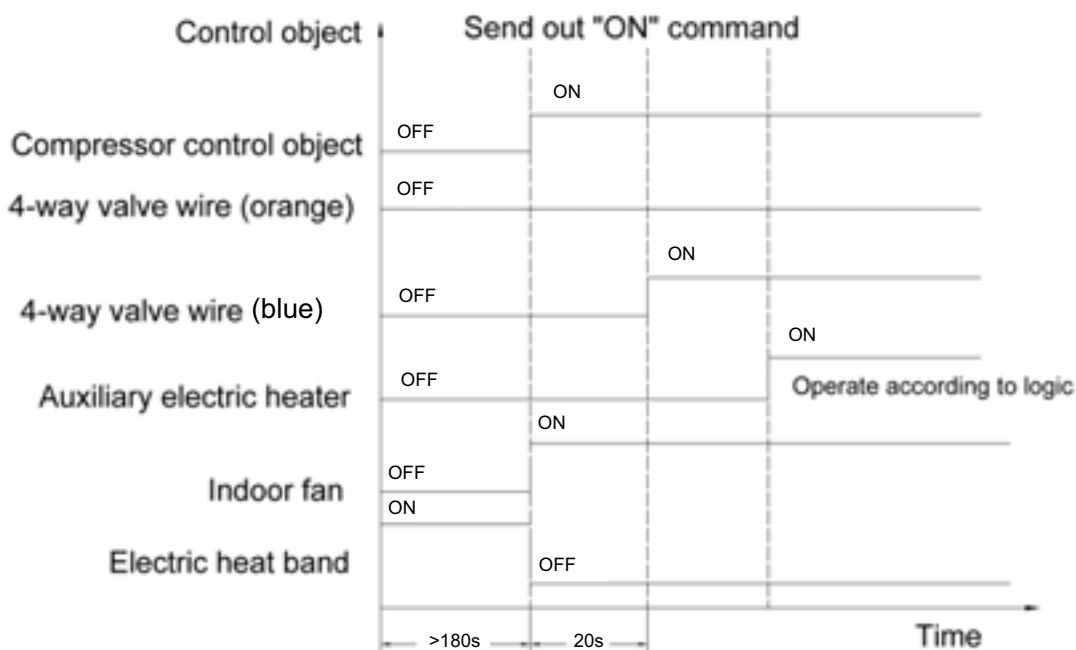 Control object
Send out "ON" command
ON
OFF
Compressor control object
OFF
4-way valve wire (orange)
ON
OFF
4-way valve wire (blue)
ON
OFF
Operate according to logic
Auxiliary electric heater
ON
OFF
Indoor fan
ON
Electric heat band
OFF
Time
>180s
20s